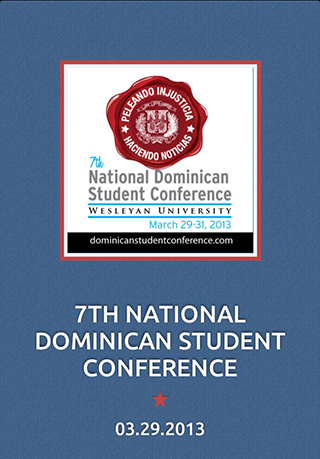 PELEANDO INJUSTICIA
HACIENDO NOTICIAS
7th
National Dominican
Student Conference
WESLEYAN UNIVERSITY
March 29-31, 2013
dominicanstudentconference.com
7TH NATIONAL
DOMINICAN STUDENT
CONFERENCE
03.29.2013